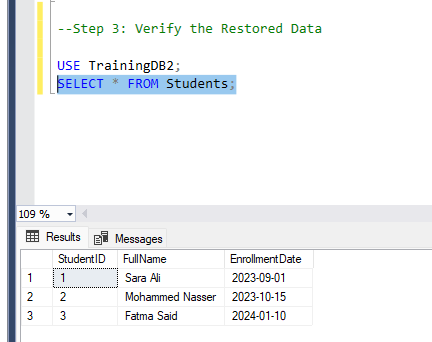 --Step 3: Verify the Restored Data
USE TrainingDB2;
SELECT * FROM Students;
109 %
Results Messages
StudentID FullName EnrollmentDate
1 1 Sara Ali 2023-09-01
2 2 Mohammed Nasser 2023-10-15
3 3 Fatma Said 2024-01-10